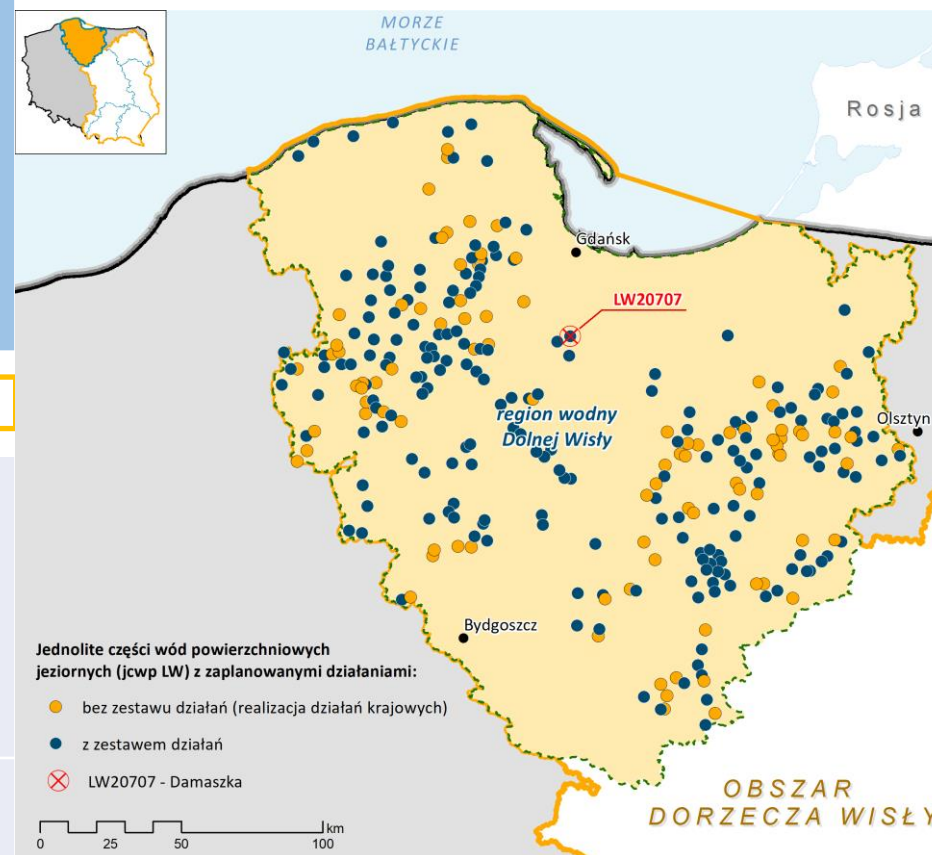 MORZE
BAŁTYCKIE
Rosja
Gdańsk
LW20707
Olsztyn
region wodny
Dolnej Wisły
Bydgoszcz
Jednolite części wód powierzchniowych
jeziornych (jcwp LW) z zaplanowanymi działaniami:
bez zestawu działań (realizacja działań krajowych)
z zestawem działań
LW20707 - Damaszka
OBSZAR
DORZECZA WISŁY
km
0 25 50 100